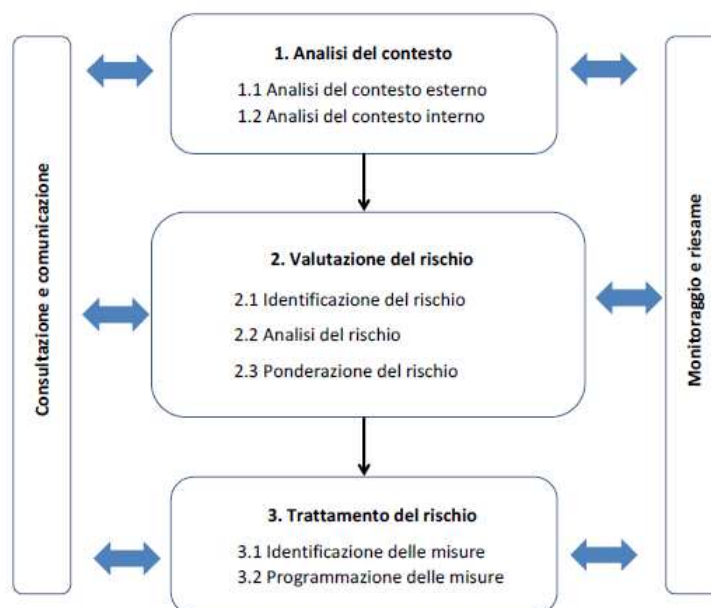 Consultazione e comunicazione
1. Analisi del contesto
1.1 Analisi del contesto esterno
1.2 Analisi del contesto interno
2. Valutazione del rischio
2.1 Identificazione del rischio
2.2 Analisi del rischio
2.3 Ponderazione del rischio
3. Trattamento del rischio
3.1 Identificazione delle misure
3.2 Programmazione delle misure
Monitoraggio e riesame